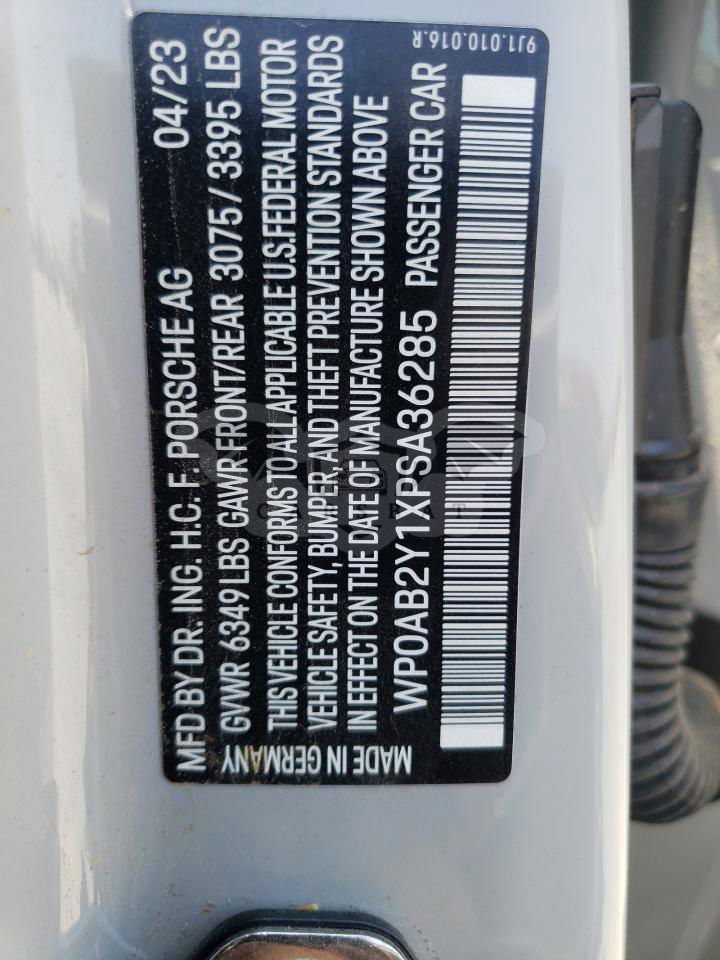 MFD BY DR. ING. H.C. F. PORSCHE AG 04/23
GVWR 6349 LBS GAWR FRONT/REAR 3075 / 3395 LBS
THIS VEHICLE CONFORMS TO ALL APPLICABLE U.S. FEDERAL MOTOR
VEHICLE SAFETY, BUMPER, AND THEFT PREVENTION STANDARDS
IN EFFECT ON THE DATE OF MANUFACTURE SHOWN ABOVE
MADE IN GERMANY WP0AB2Y1XPSA36285 PASSENGER CAR
9J1.010.016.R